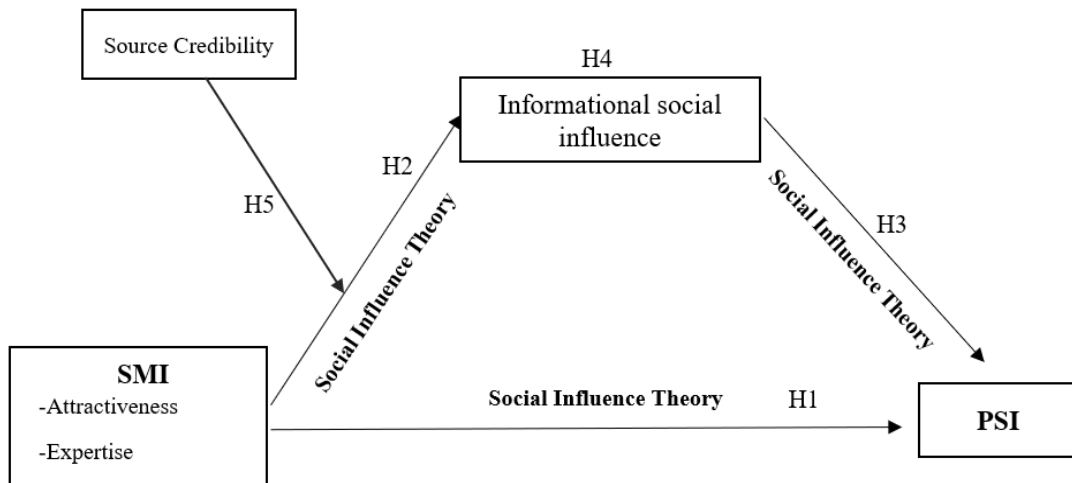 Source Credibility
H4
Informational social
influence
H2
H5
Social Influence Theory
Social Influence Theory
H3
SMI
-Attractiveness
-Expertise
Social Influence Theory
H1
PSI